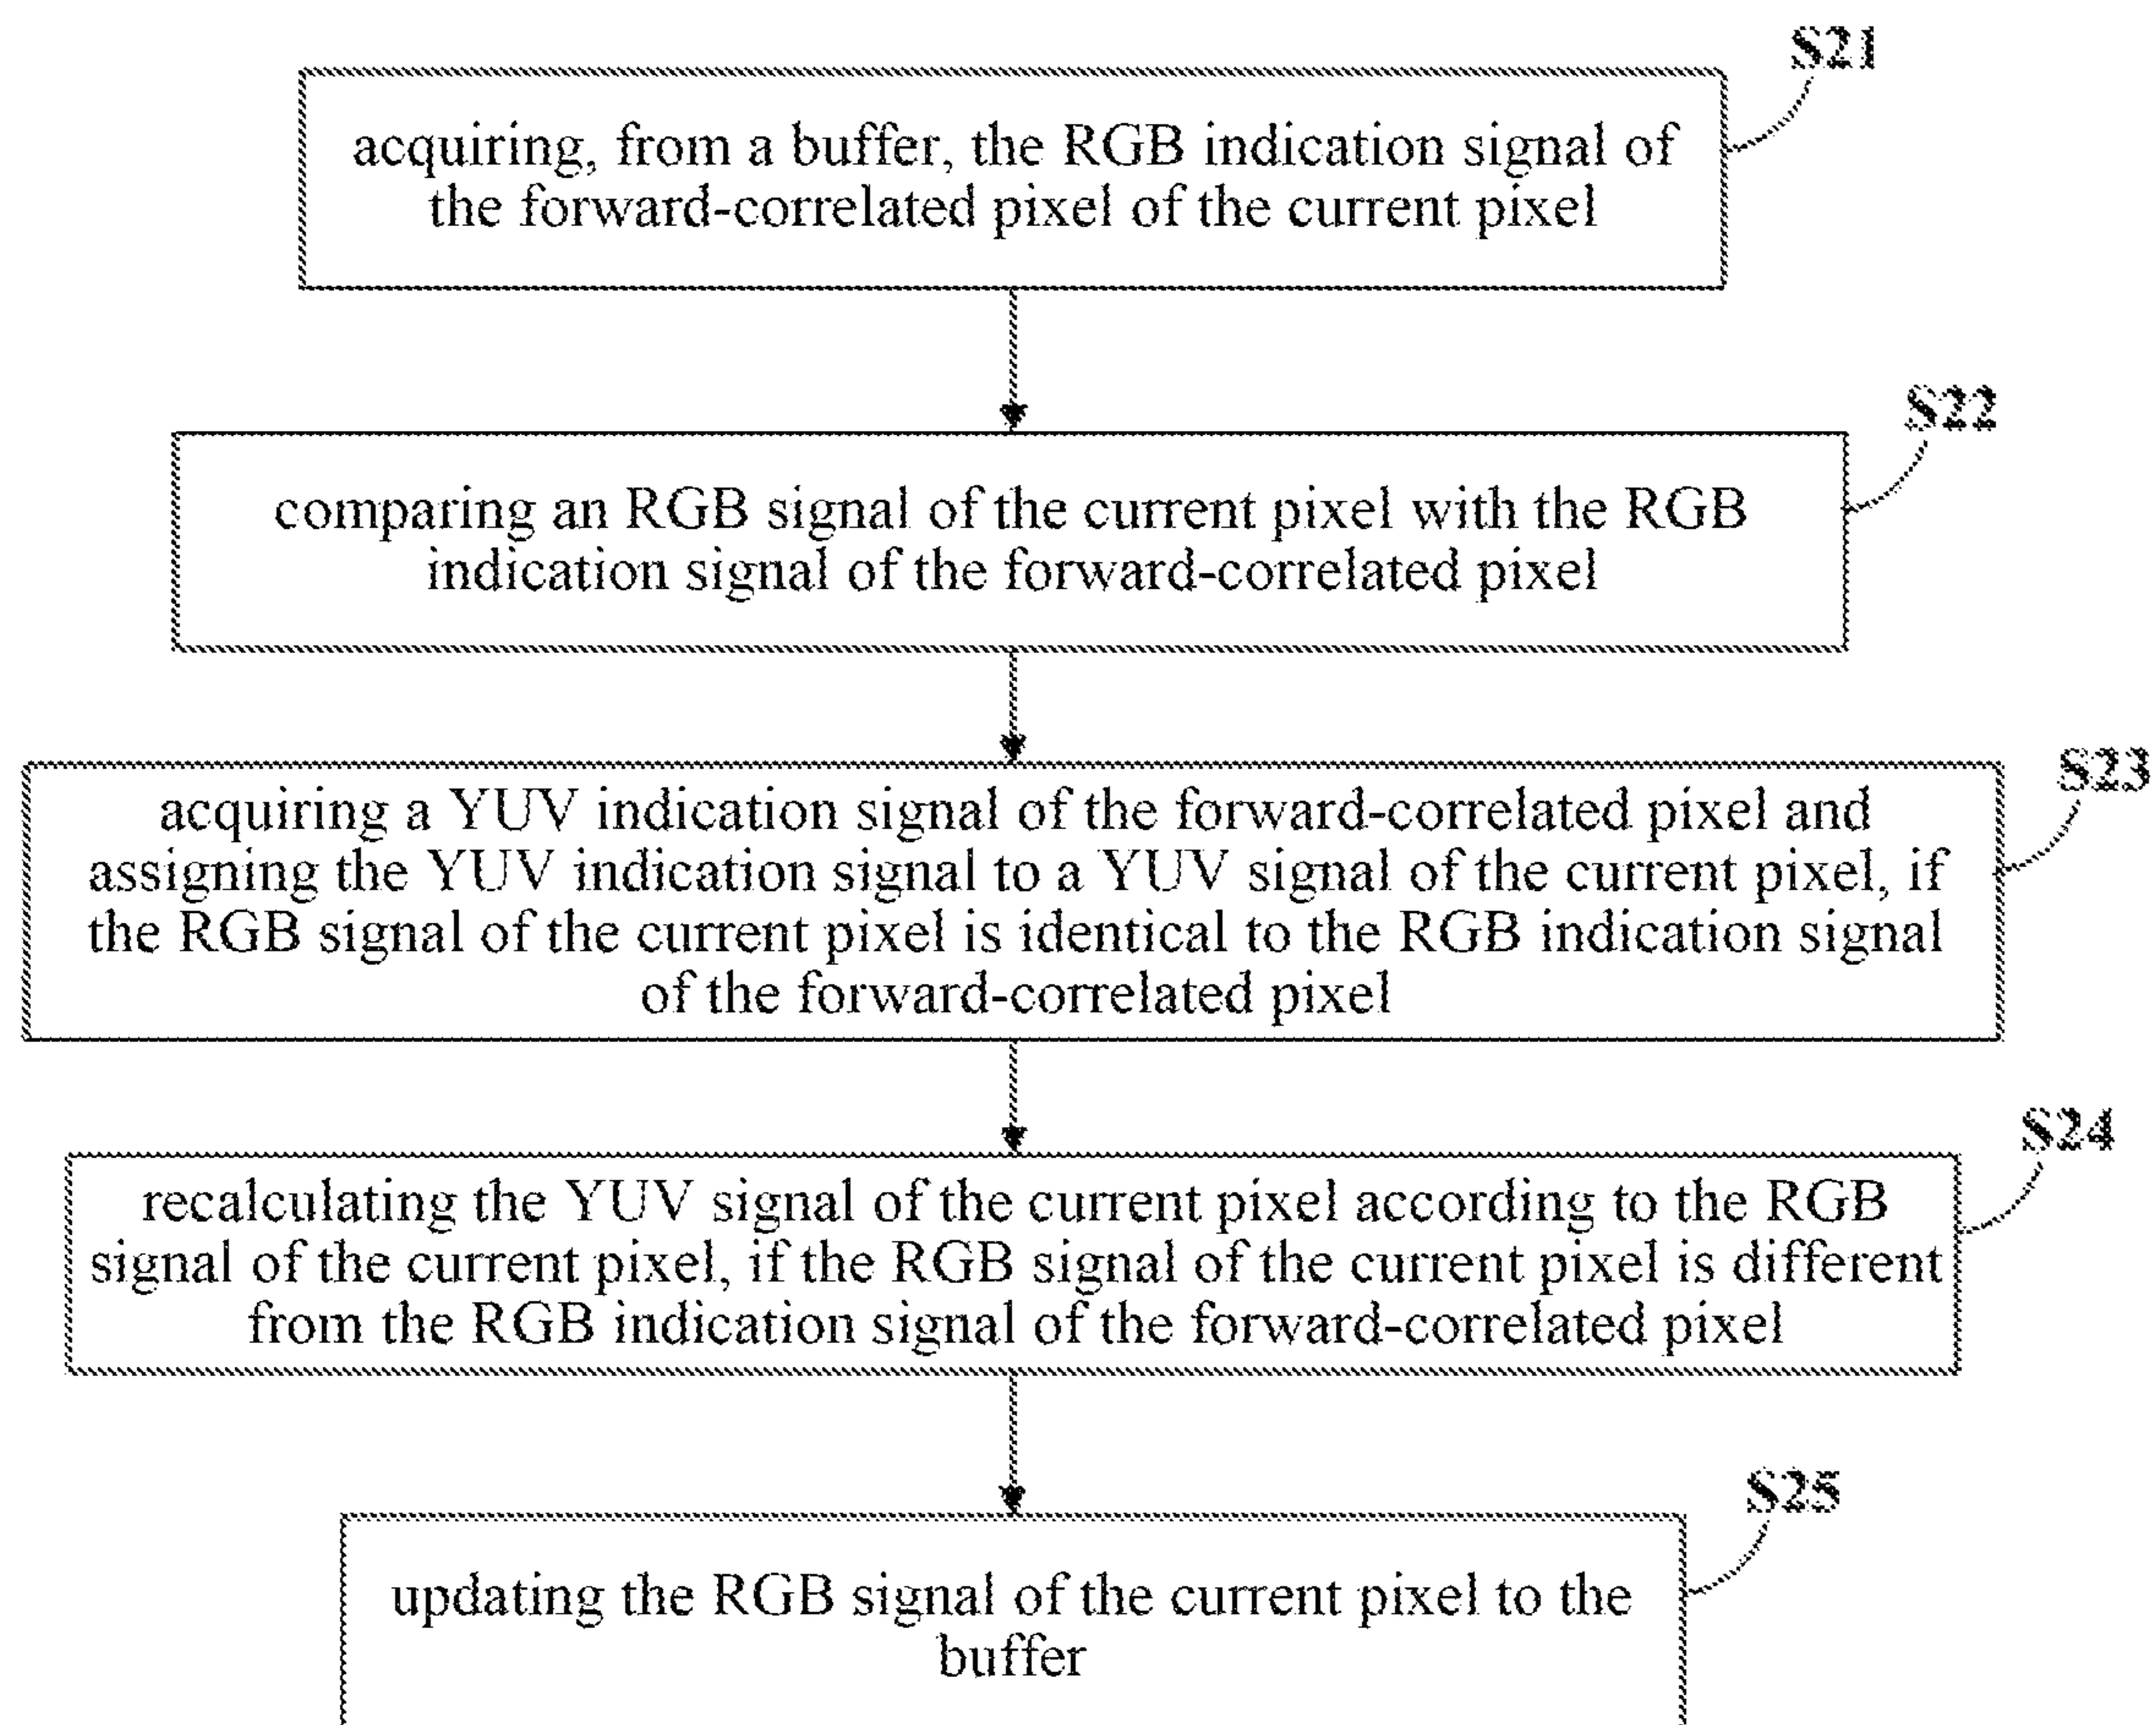 S21
acquiring, from a buffer, the RGB indication signal of
the forward-correlated pixel of the current pixel
S22
comparing an RGB signal of the current pixel with the RGB
indication signal of the forward-correlated pixel
S23
acquiring a YUV indication signal of the forward-correlated pixel and
assigning the YUV indication signal to a YUV signal of the current pixel, if
the RGB signal of the current pixel is identical to the RGB indication signal
of the forward-correlated pixel
S24
recalculating the YUV signal of the current pixel according to the RGB
signal of the current pixel, if the RGB signal of the current pixel is different
from the RGB indication signal of the forward-correlated pixel
S25
updating the RGB signal of the current pixel to the
buffer